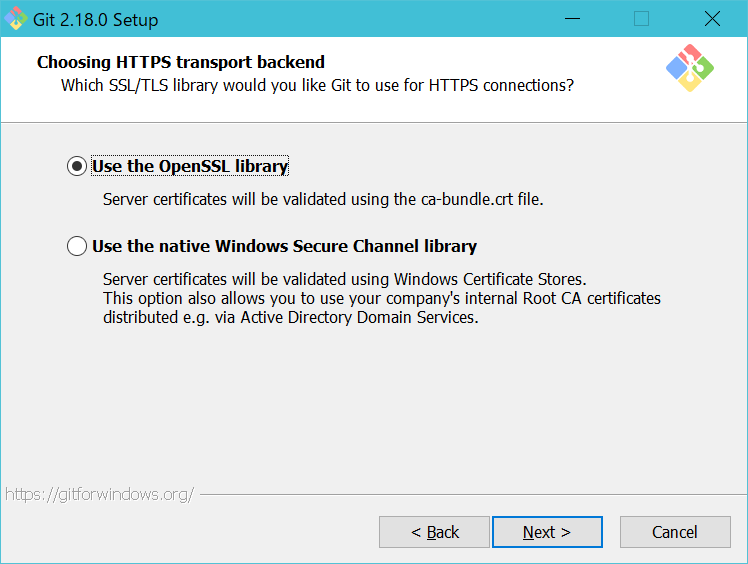 Git 2.18.0 Setup
Choosing HTTPS transport backend
Which SSL/TLS library would you like Git to use for HTTPS connections?
Use the OpenSSL library
Server certificates will be validated using the ca-bundle.crt file.
Use the native Windows Secure Channel library
Server certificates will be validated using Windows Certificate Stores.
This option also allows you to use your company's internal Root CA certificates
distributed e.g. via Active Directory Domain Services.
https://gitforwindows.org/
< Back
Next >
Cancel